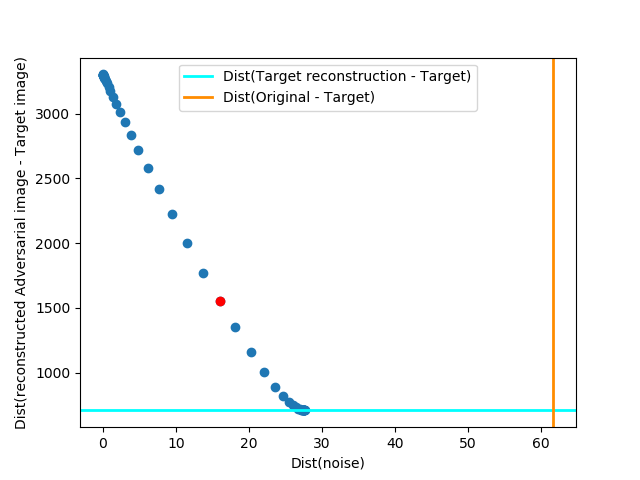 Dist(Target reconstruction - Target)
Dist(Original - Target)
Dist(reconstructed Adversarial image - Target image)
3000
2500
2000
1500
1000
0 10 20 30 40 50 60
Dist(noise)